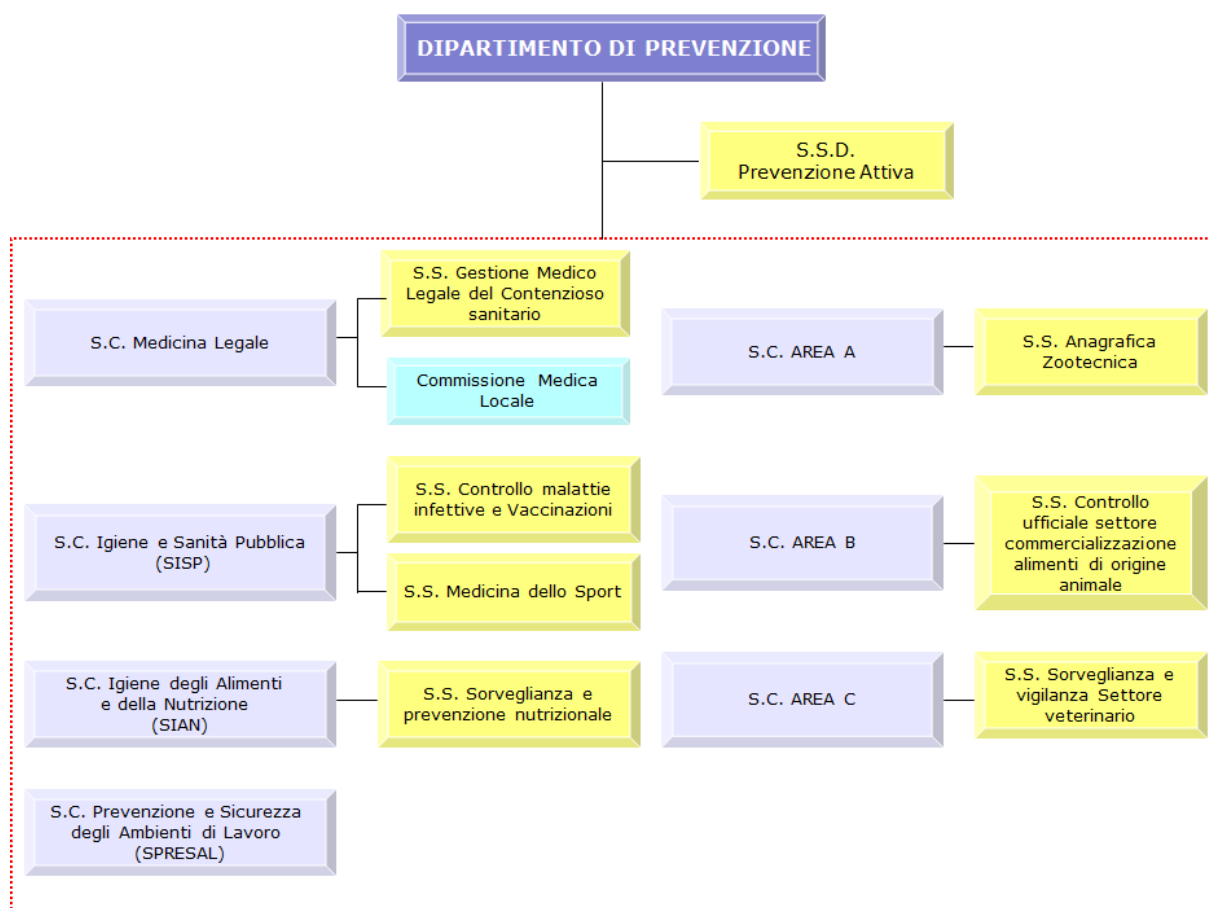 DIPARTIMENTO DI PREVENZIONE
S.S.D.
Prevenzione Attiva
S.C. Medicina Legale
S.S. Gestione Medico
Legale del Contenzioso
sanitario
Commissione Medica
Locale
S.C. AREA A
S.S. Anagrafica
Zootecnica
S.C. Igiene e Sanità Pubblica
(SISP)
S.S. Controllo malattie
infettive e Vaccinazioni
S.S. Medicina dello Sport
S.C. AREA B
S.S. Controllo
ufficiale settore
commercializzazione
alimenti di origine
animale
S.C. Igiene degli Alimenti
e della Nutrizione
(SIAN)
S.S. Sorveglianza e
prevenzione nutrizionale
S.C. AREA C
S.S. Sorveglianza e
vigilanza Settore
veterinario
S.C. Prevenzione e Sicurezza
degli Ambienti di Lavoro
(SPRESAL)